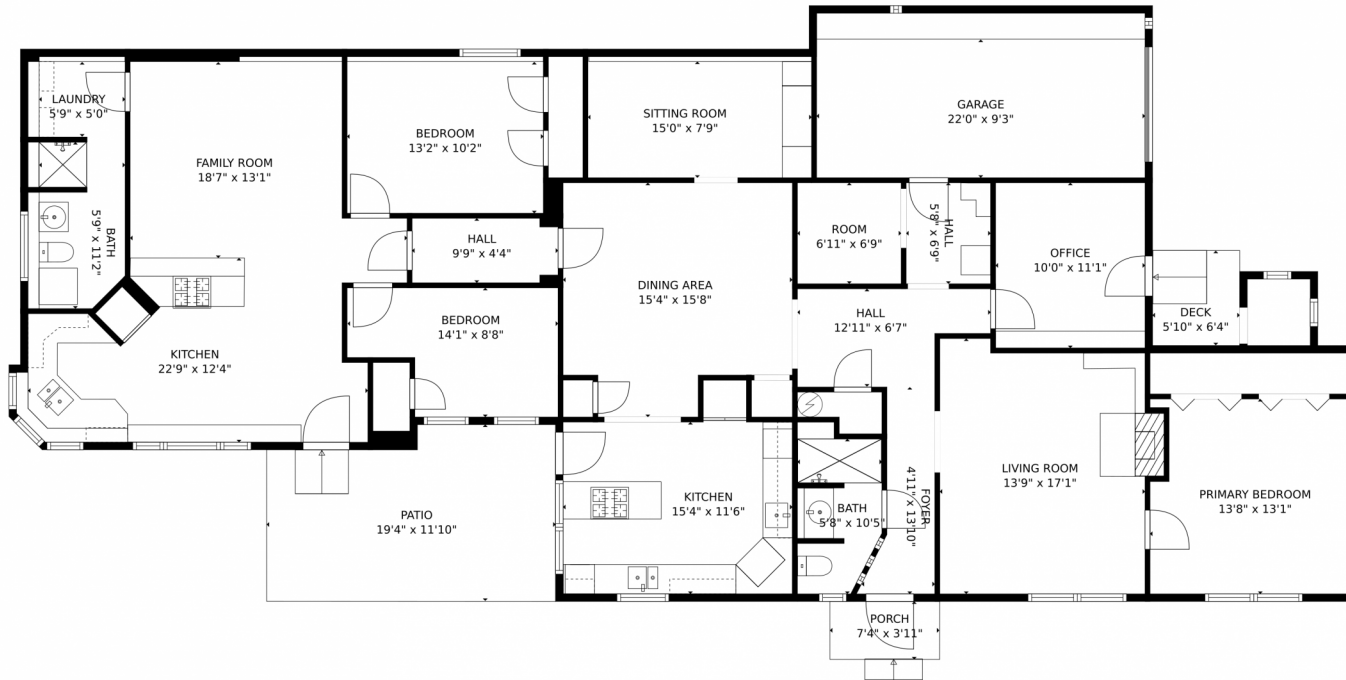 GARAGE
22'0" x 9'3"
LAUNDRY
5'9" x 5'0"
SITTING ROOM
15'0" x 7'9"
BEDROOM
13'2" x 10'2"
FAMILY ROOM
18'7" x 13'1"
BATH
5'9" x 11'2"
HALL
9'9" x 4'4"
ROOM
6'11" x 6'9"
HALL
5'8" x 6'9"
OFFICE
10'0" x 11'1"
DINING AREA
15'4" x 15'8"
DECK
5'10" x 6'4"
HALL
12'11" x 6'7"
BEDROOM
14'1" x 8'8"
KITCHEN
22'9" x 12'4"
LIVING ROOM
13'9" x 17'1"
PRIMARY BEDROOM
13'8" x 13'1"
KITCHEN
15'4" x 11'6"
BATH
5'8" x 10'5"
FOYER
4'11" x 13'10"
PATIO
19'4" x 11'10"
PORCH
7'4" x 3'11"